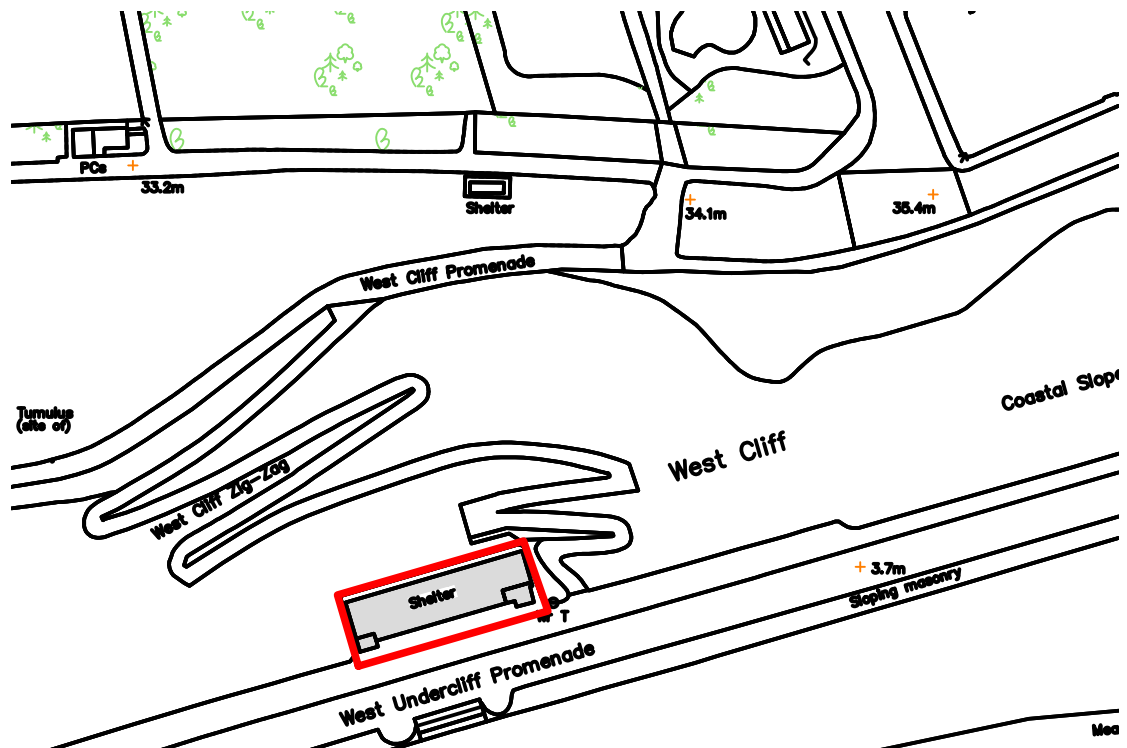 PCs
33.2m
Shelter
34.1m
35.4m
West Cliff Promenade
Coastal Slope
Tumulus
(site of)
West Cliff
West Cliff Zig-Zag
3.7m
Sloping masonry
Shelter
T
West Undercliff Promenade